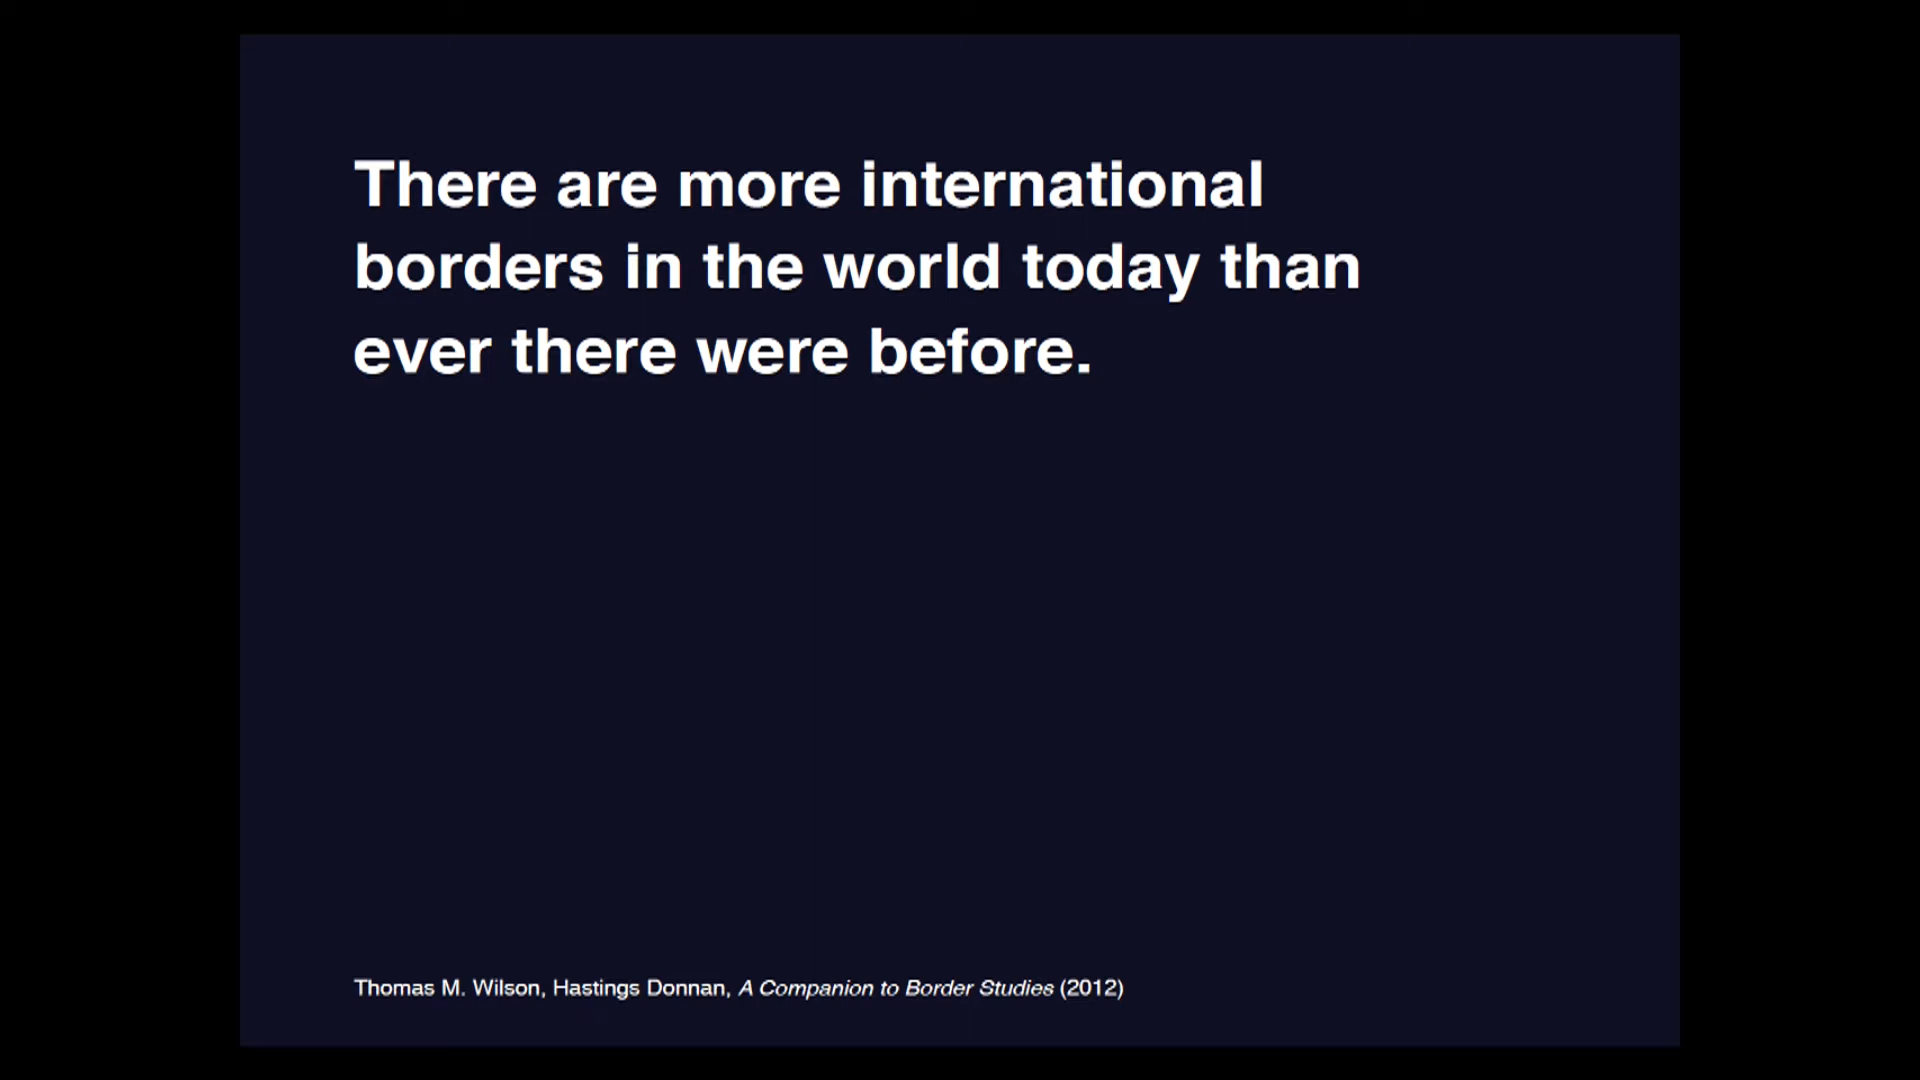 There are more international
borders in the world today than
ever there were before.
Thomas M. Wilson, Hastings Donnan, A Companion to Border Studies (2012)